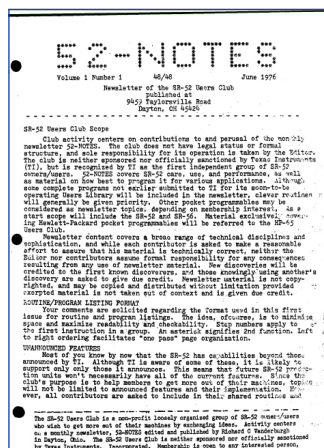 52-NOTES
Volume 1 Number 1 48/48 June 1976
Newsletter of the SR-52 Users Club
published at
9459 Taylorsville Road
Dayton, OH 45424
SR-52 Users Club Scope
Club activity centers on contributions to and perusal of the monthly
newsletter 52-NOTES. The club does not have legal status or formal
structure, and sole responsibility for its operation is taken by the Editor.
The club is neither sponsored nor officially sanctioned by Texas Instruments
(TI), but is recognized by TI as the first independent group of SR-52
owners/users. 52-NOTES covers SR-52 care, use, and performance, as well
as material on how best to program it for various applications. Although
some complete programs not earlier submitted to TI for its soon-to-be
operating Users Library will be included in the newsletter, clever routines
will generally be given priority. Other pocket programmables may be
considered as newsletter topics, depending on membership interest. As a
start scope will include the SR-52 and SR-56. Material exclusively cover-
ing Hewlett-Packard pocket programmables will be referred to the HP-65
Users Club.
Newsletter content covers a broad range of technical disciplines and
sophistication, and while each contributor is asked to make a reasonable
effort to assure that his material is technically correct, neither the
Editor nor contributors assume formal responsibility for any consequences
resulting from any use of newsletter material. New discoveries will be
credited to the first known discoverers, and those knowingly using another's
discovery are asked to give due credit. Newsletter material is not copy-
righted, and may be copied and distributed without limitation provided
excerpted material is not taken out of context and is given due credit.
ROUTINE/PROGRAM LISTING FORMAT
Your comments are solicited regarding the format used in this first
issue for routine and program listings. The idea, ofcourse, is to minimize
space and maximize readability and checkability. Step numbers apply to
the first instruction in a group. An asterisk signifies 2nd function. Left
to right ordering facilitates "one pass" page organization.
UNANNOUNCED FEATURES
Most of you know by now that the SR-52 has capabilities beyond those
announced by TI. Although TI is aware of some of these, it is likely to
support only those it announces. This means that future SR-52 produc-
tion units won't necessarily have all of the current features. Since the
club's purpose is to help members to get more out of their machines, topics
will not be limited to announced features and their implementation. However,
all contributors are asked to include in their shared routines and
The SR-52 Users Club is a non-profit loosely organized group of SR-52 owners/users
who wish to get more out of their machines by exchanging ideas. Activity centers
on a monthly newsletter, 52-NOTES edited and published by Richard C Vanderburgh
in Dayton, Ohio. The SR-52 Users Club is neither sponsored nor officially sanctioned
by Texas Instruments, Incorporated. Membership is open to any interested person.